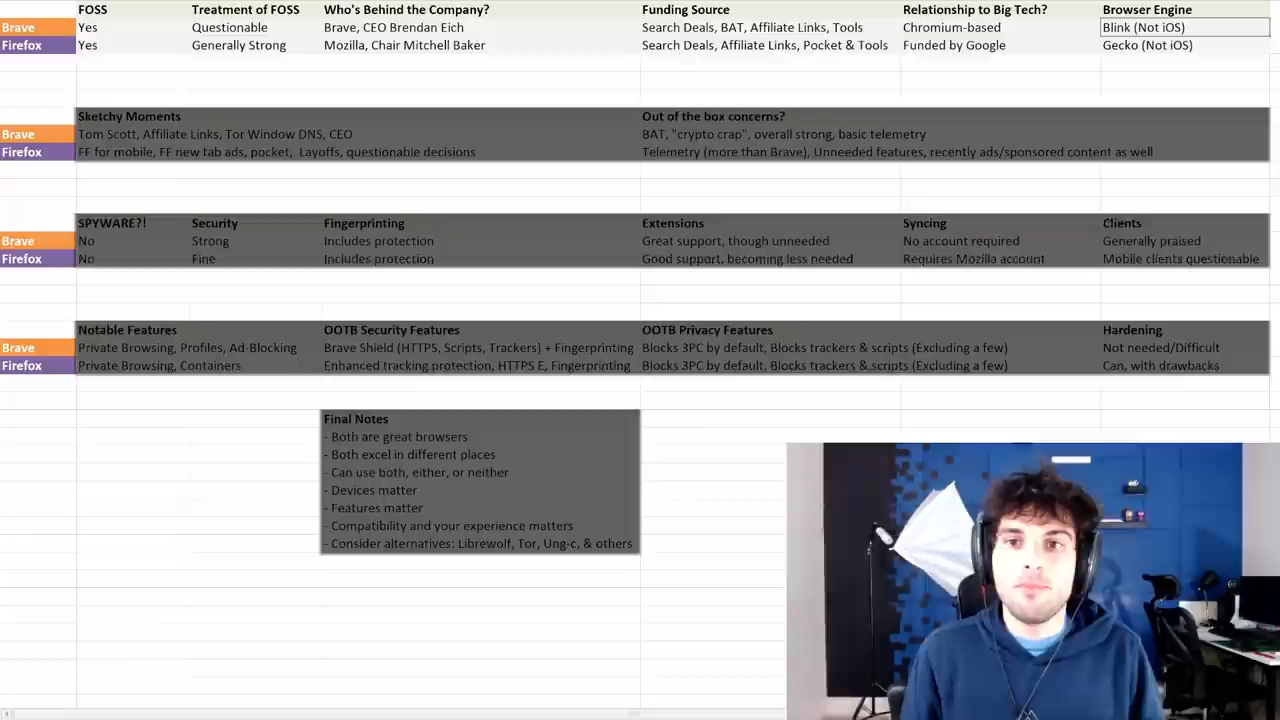 FOSS Treatment of FOSS Who's Behind the Company? Funding Source Relationship to Big Tech? Browser Engine
Brave Yes Questionable Brave, CEO Brendan Eich Search Deals, BAT, Affiliate Links, Tools Chromium-based Blink (Not iOS)
Firefox Yes Generally Strong Mozilla, Chair Mitchell Baker Search Deals, Affiliate Links, Pocket & Tools Funded by Google Gecko (Not iOS)
Sketchy Moments Out of the box concerns?
Brave Tom Scott, Affiliate Links, Tor Window DNS, CEO BAT, "crypto crap", overall strong, basic telemetry
Firefox FF for mobile, FF new tab ads, pocket, Layoffs, questionable decisions Telemetry (more than Brave), Unneeded features, recently ads/sponsored content as well
SPYWARE?! Security Fingerprinting Extensions Syncing Clients
Brave No Strong Includes protection Great support, though unneeded No account required Generally praised
Firefox No Fine Includes protection Good support, becoming less needed Requires Mozilla account Mobile clients questionable
Notable Features OOTB Security Features OOTB Privacy Features Hardening
Brave Private Browsing, Profiles, Ad-Blocking Brave Shield (HTTPS, Scripts, Trackers) + Fingerprinting Blocks 3PC by default, Blocks trackers & scripts (Excluding a few) Not needed/Difficult
Firefox Private Browsing, Containers Enhanced tracking protection, HTTPS E, Fingerprinting Blocks 3PC by default, Blocks trackers & scripts (Excluding a few) Can, with drawbacks
Final Notes
- Both are great browsers
- Both excel in different places
- Can use both, either, or neither
- Devices matter
- Features matter
- Compatibility and your experience matters
- Consider alternatives: Librewolf, Tor, Ung-c, & others